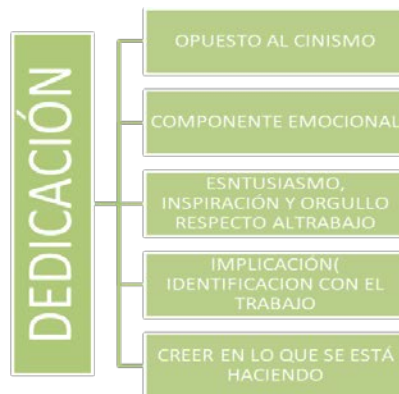 DEDICACIÓN
OPUESTO AL CINISMO
COMPONENTE EMOCIONAL
ESNTUSIASMO,
INSPIRACIÓN Y ORGULLO
RESPECTO ALTRABAJO
IMPLICACIÓN(
IDENTIFICACION CON EL
TRABAJO
CREER EN LO QUE SE ESTÁ
HACIENDO